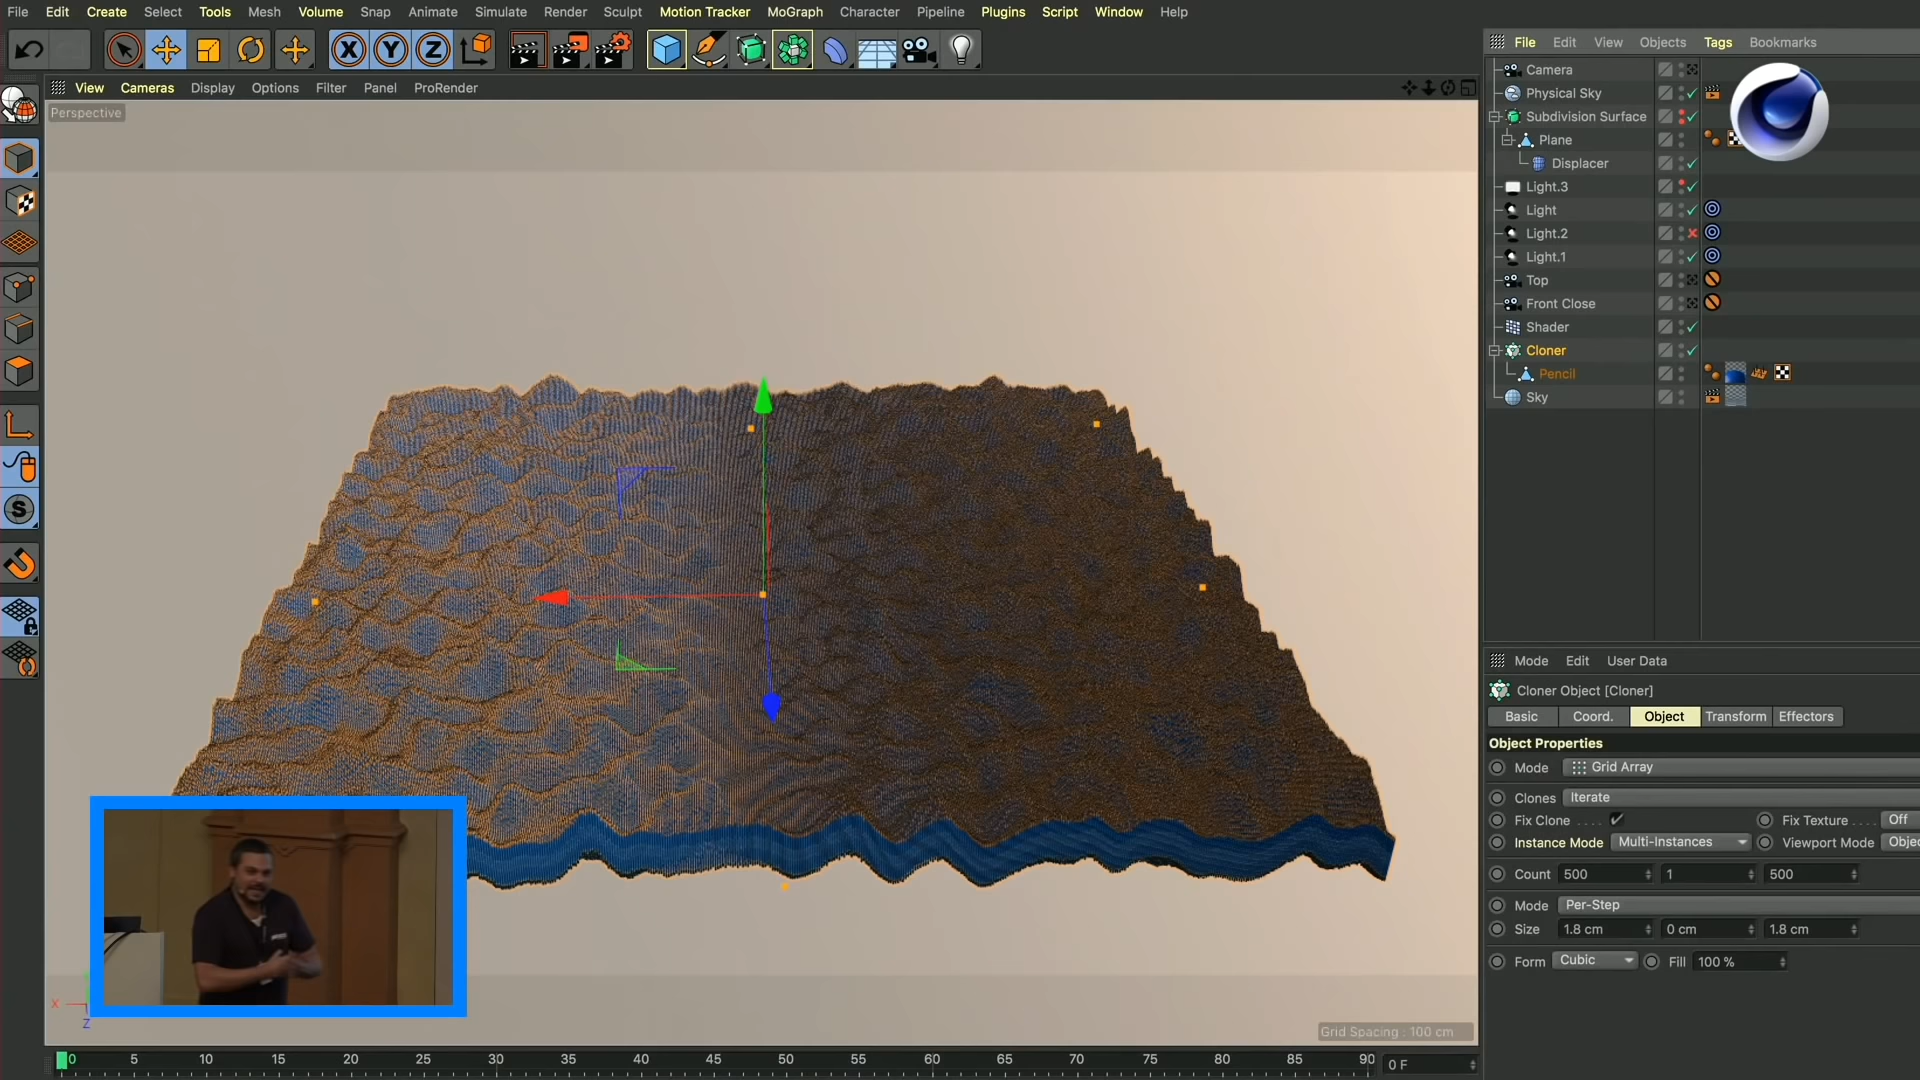 File Edit Create Select Tools Mesh Volume Snap Animate Simulate Render Sculpt Motion Tracker MoGraph Character Pipeline Plugins Script Window Help
X Y Z
File Edit View Objects Tags Bookmarks
View Cameras Display Options Filter Panel ProRender
Perspective
Camera
Physical Sky
Subdivision Surface
Plane
Displacer
Light.3
Light
Light.2
Light.1
Top
Front Close
Shader
Cloner
Pencil
Sky
S
Mode Edit User Data
Cloner Object [Cloner]
Basic Coord. Object Transform Effectors
Object Properties
Mode Grid Array
Clones Iterate
Fix Clone Fix Texture Off
Instance Mode Multi-Instances Viewport Mode Objec
Count 500 1 500
Mode Per-Step
Size 1.8 cm 0 cm 1.8 cm
Form Cubic Fill 100 %
X
Z
Grid Spacing : 100 cm
0 5 10 15 20 25 30 35 40 45 50 55 60 65 70 75 80 85 90 0 F